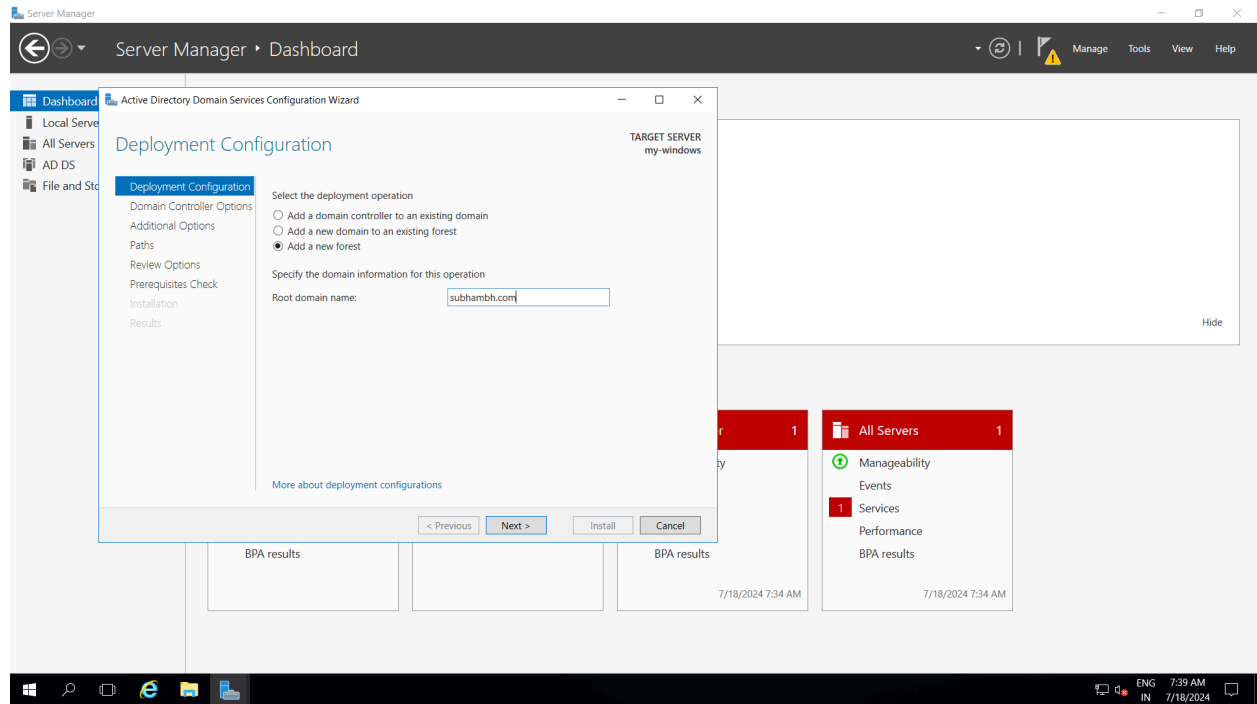 Server Manager
Server Manager ‣ Dashboard
Manage Tools View Help
Dashboard
Local Serve
All Servers
AD DS
File and Sto
Active Directory Domain Services Configuration Wizard
Deployment Configuration
TARGET SERVER
my-windows
Deployment Configuration
Domain Controller Options
Additional Options
Paths
Review Options
Prerequisites Check
Installation
Results
Select the deployment operation
Add a domain controller to an existing domain
Add a new domain to an existing forest
Add a new forest
Specify the domain information for this operation
Root domain name: subhambh.com
More about deployment configurations
< Previous Next > Install Cancel
Hide
BPA results
r 1
ty
BPA results
7/18/2024 7:34 AM
All Servers 1
Manageability
Events
1 Services
Performance
BPA results
7/18/2024 7:34 AM
ENG 7:39 AM
IN 7/18/2024